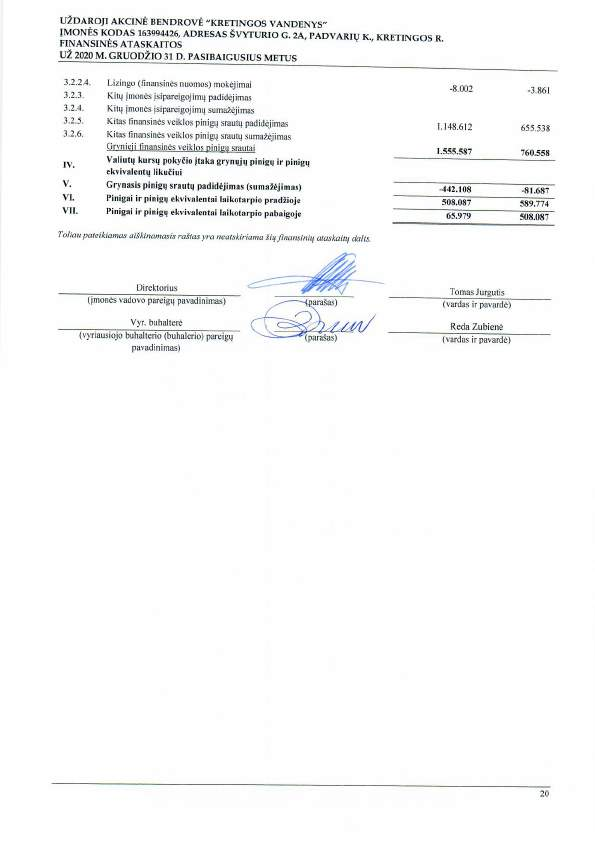 UŽDAROJI AKCINĖ BENDROVĖ “KRETINGOS VANDENYS”
ĮMONĖS KODAS 163994426, ADRESAS ŠVYTURIO G. 2A, PADVARIŲ K., KRETINGOS R.
FINANSINĖS ATASKAITOS
UŽ 2020 M. GRUODŽIO 31 D. PASIBAIGUSIUS METUS
3.2.2.4. Lizingo (finansinės nuomos) mokėjimai -8.002 -3.861
3.2.3. Kitų įmonės įsipareigojimų padidėjimas
3.2.4. Kitų įmonės įsipareigojimų sumažėjimas
3.2.5. Kitas finansinės veiklos pinigų srautų padidėjimas 1.148.612 655.538
3.2.6. Kitas finansinės veiklos pinigų srautų sumažėjimas
Grynieji finansinės veiklos pinigų srautai 1.555.587 760.558
IV. Valiutų kursų pokyčio įtaka grynųjų pinigų ir pinigų
ekvivalentų likučiui
V. Grynasis pinigų srautų padidėjimas (sumažėjimas) -442.108 -81.687
VI. Pinigai ir pinigų ekvivalentai laikotarpio pradžioje 508.087 589.774
VII. Pinigai ir pinigų ekvivalentai laikotarpio pabaigoje 65.979 508.087
Toliau pateikiamas aiškinamasis raštas yra neatskiriama šių finansinių ataskaitų dalis.
Direktorius Tomas Jurgutis
(įmonės vadovo pareigų pavadinimas) (parašas) (vardas ir pavardė)
Vyr. buhalterė Reda Zubienė
(vyriausiojo buhalterio (buhalerio) pareigų (parašas) (vardas ir pavardė)
pavadinimas)
20